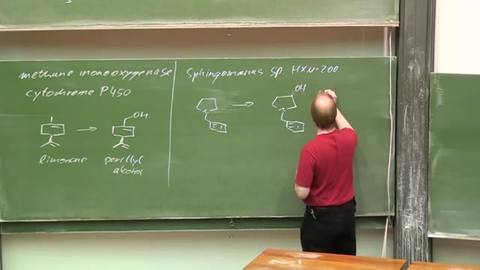 methane monooxygenase
cytochrome P450
OH
limonene
perillyl
alcohol
Sphingomonas sp. HXN-200
OH
N
N